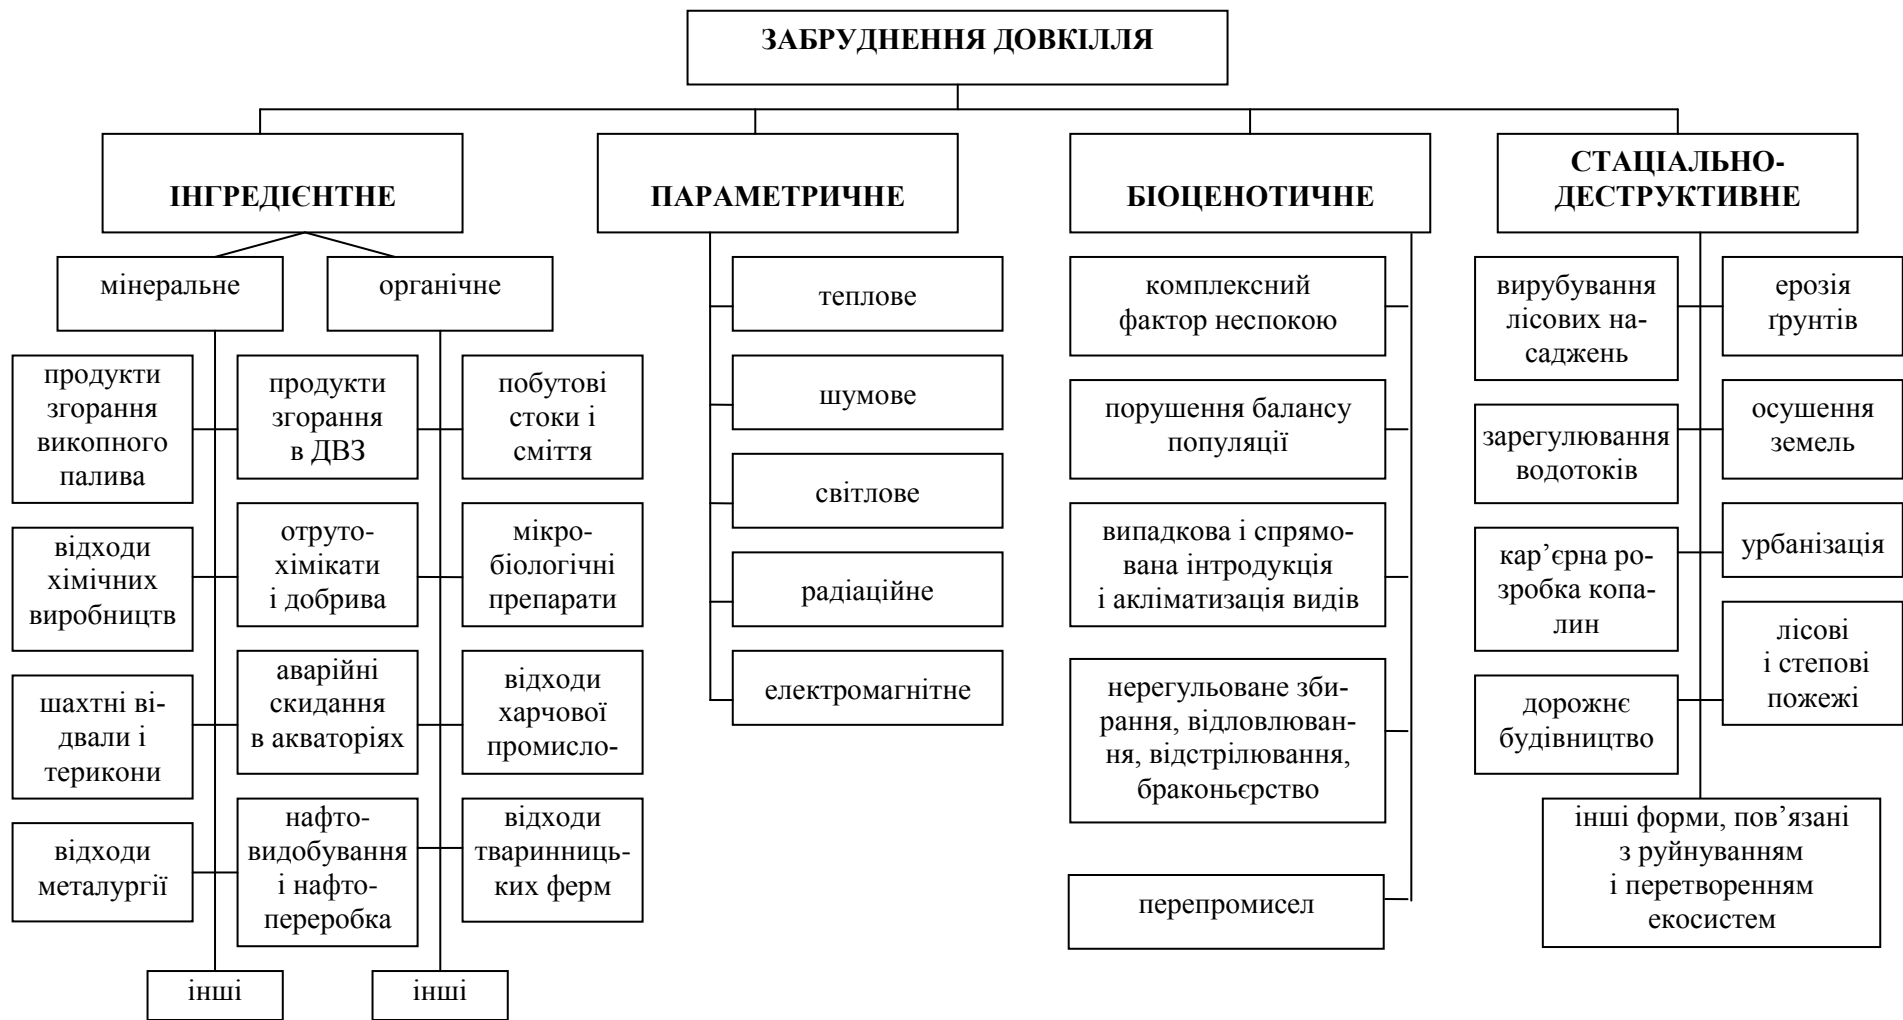 ЗАБРУДНЕННЯ ДОВКІЛЛЯ
ІНГРЕДІЄНТНЕ
ПАРАМЕТРИЧНЕ
БІОЦЕНОТИЧНЕ
СТАЦІАЛЬНО-
ДЕСТРУКТИВНЕ
мінеральне
органічне
продукти
згорання
викопного
палива
продукти
згорання
в ДВЗ
побутові
стоки і
сміття
відходи
хімічних
виробництв
отруто-
хімікати
і добрива
мікро-
біологічні
препарати
шахтні ві-
двали і
терикони
аварійні
скидання
в акваторіях
відходи
харчової
промисло-
відходи
металургії
нафто-
видобування
і нафто-
переробка
відходи
тваринниць-
ких ферм
інші
інші
теплове
шумове
світлове
радіаційне
електромагнітне
комплексний
фактор неспокою
порушення балансу
популяції
випадкова і спрямо-
вана інтродукція
і акліматизація видів
нерегульоване зби-
рання, відловлюван-
ня, відстрілювання,
браконьєрство
перепромисел
вирубування
лісових на-
саджень
ерозія
ґрунтів
зарегулювання
водотоків
осушення
земель
кар’єрна ро-
зробка копа-
лин
урбанізація
дорожнє
будівництво
лісові
і степові
пожежі
інші форми, пов’язані
з руйнуванням
і перетворенням
екосистем